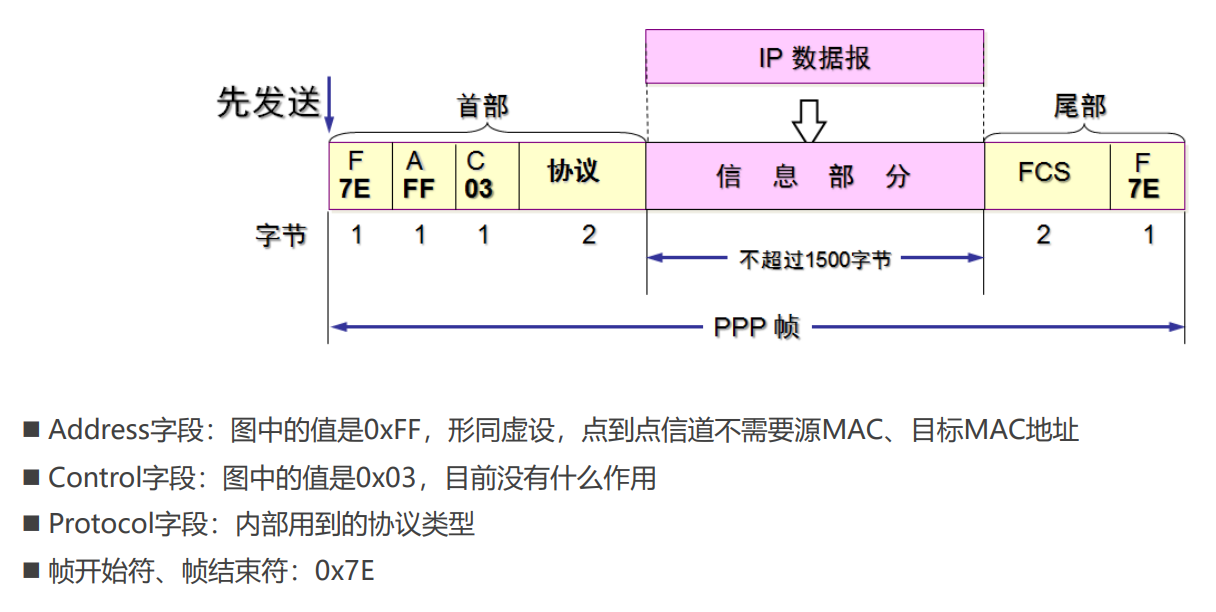 IP 数据报
先发送
首部
尾部
F A C 协议 信 息 部 分 FCS F
7E FF 03 7E
字节 1 1 1 2 2 1
不超过1500字节
PPP 帧
■ Address字段：图中的值是0xFF，形同虚设，点到点信道不需要源MAC、目标MAC地址
■ Control字段：图中的值是0x03，目前没有什么作用
■ Protocol字段：内部用到的协议类型
■ 帧开始符、帧结束符：0x7E